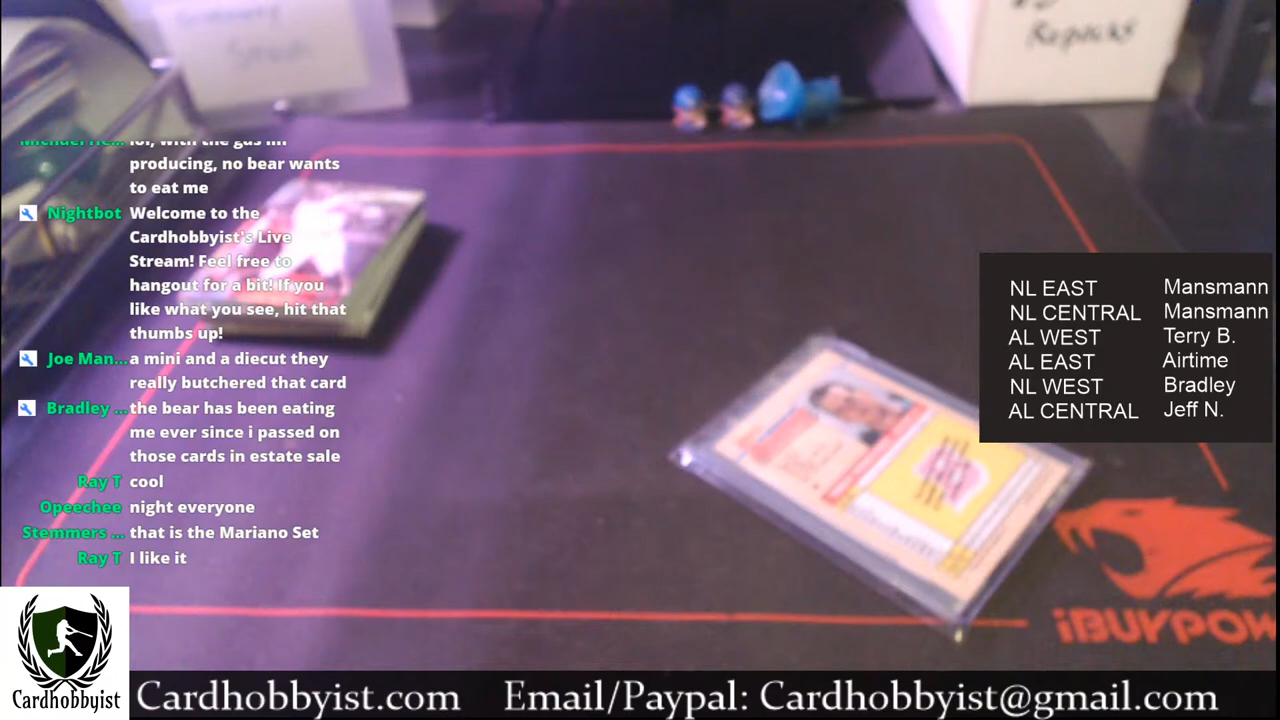 Repacks
Michael He... lol, with the gas im
producing, no bear wants
to eat me
Nightbot Welcome to the
Cardhobbyist's Live
Stream! Feel free to
hangout for a bit! If you
like what you see, hit that
thumbs up!
Joe Man... a mini and a diecut they
really butchered that card
Bradley ... the bear has been eating
me ever since i passed on
those cards in estate sale
Ray T cool
Opeechee night everyone
Stemmers ... that is the Mariano Set
Ray T I like it
NL EAST Mansmann
NL CENTRAL Mansmann
AL WEST Terry B.
AL EAST Airtime
NL WEST Bradley
AL CENTRAL Jeff N.
iBUYPOW
Cardhobbyist
Cardhobbyist.com Email/Paypal: Cardhobbyist@gmail.com